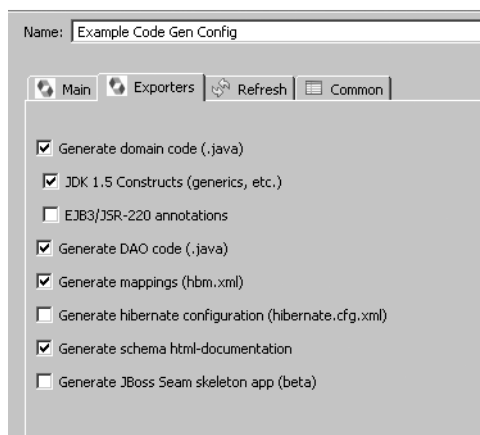 Name: Example Code Gen Config
Main Exporters Refresh Common
Generate domain code (.java)
JDK 1.5 Constructs (generics, etc.)
EJB3/JSR-220 annotations
Generate DAO code (.java)
Generate mappings (hbm.xml)
Generate hibernate configuration (hibernate.cfg.xml)
Generate schema html-documentation
Generate JBoss Seam skeleton app (beta)